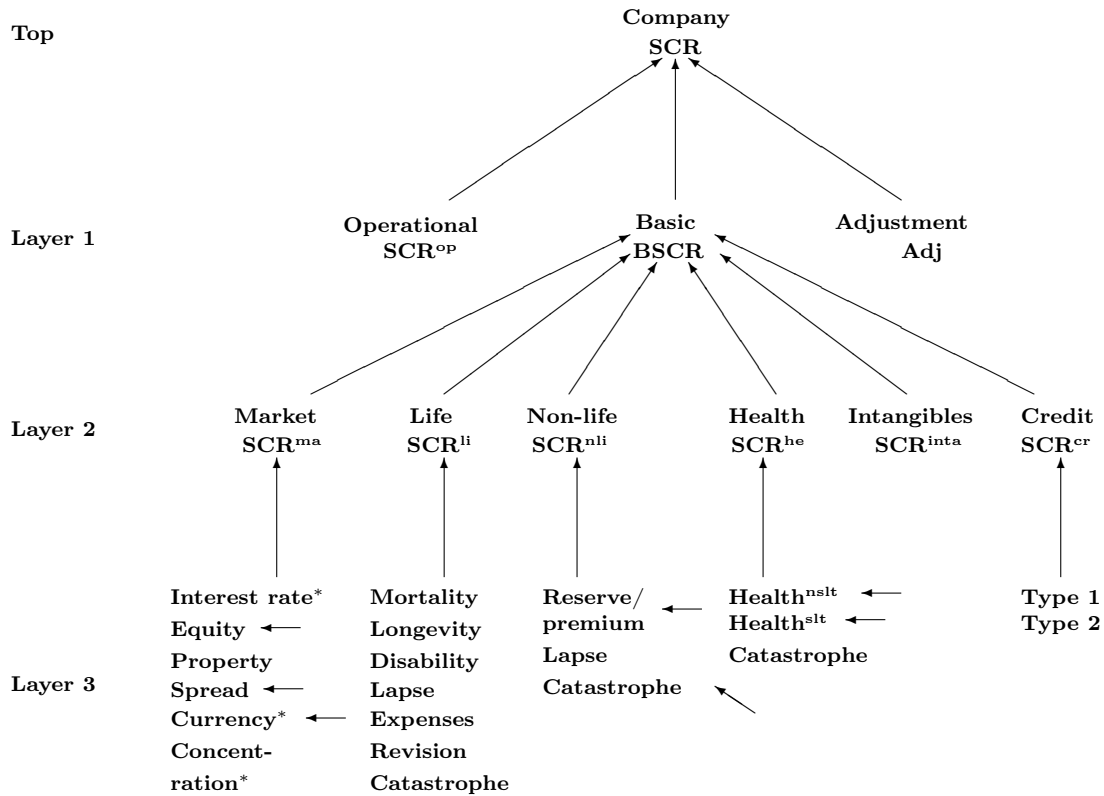 Company
Top
SCR
Operational Basic Adjustment
Layer 1
SCR^op BSCR Adj
Market Life Non-life Health Intangibles Credit
Layer 2
SCR^ma SCR^li SCR^nli SCR^he SCR^inta SCR^cr
Interest rate* Mortality Reserve/ Health^nslt Type 1
Equity Longevity premium Health^slt Type 2
Property Disability Lapse Catastrophe
Layer 3
Spread Lapse Catastrophe
Currency* Expenses
Concent- Revision
ration* Catastrophe